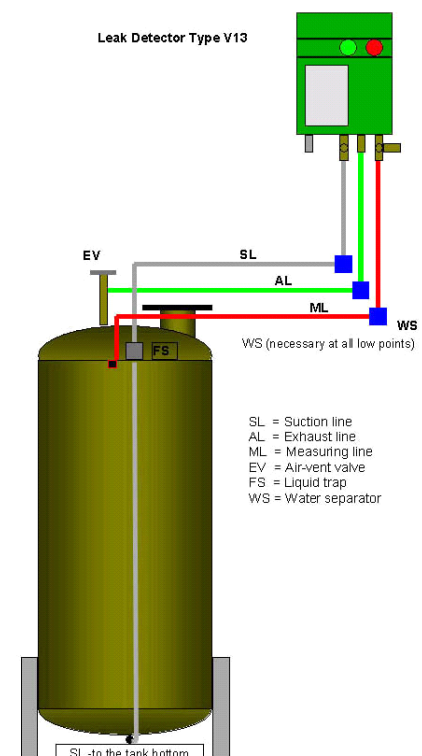 Leak Detector Type V13
EV
SL
AL
ML
WS
WS (necessary at all low points)
FS
SL = Suction line
AL = Exhaust line
ML = Measuring line
EV = Air-vent valve
FS = Liquid trap
WS = Water separator
SL -to the tank bottom